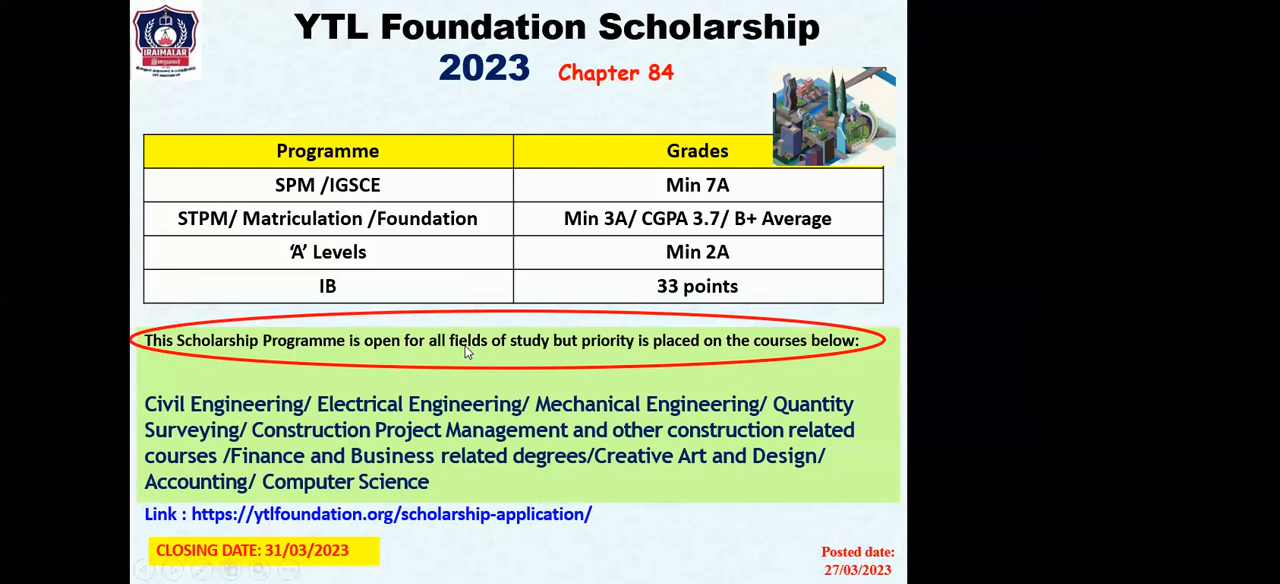 IRAIMALAR
இறைமலர்
YTL Foundation Scholarship
2023 Chapter 84
Programme Grades
SPM /IGSCE Min 7A
STPM/ Matriculation /Foundation Min 3A/ CGPA 3.7/ B+ Average
‘A’ Levels Min 2A
IB 33 points
This Scholarship Programme is open for all fields of study but priority is placed on the courses below:
Civil Engineering/ Electrical Engineering/ Mechanical Engineering/ Quantity
Surveying/ Construction Project Management and other construction related
courses /Finance and Business related degrees/Creative Art and Design/
Accounting/ Computer Science
Link : https://ytlfoundation.org/scholarship-application/
CLOSING DATE: 31/03/2023
Posted date:
27/03/2023